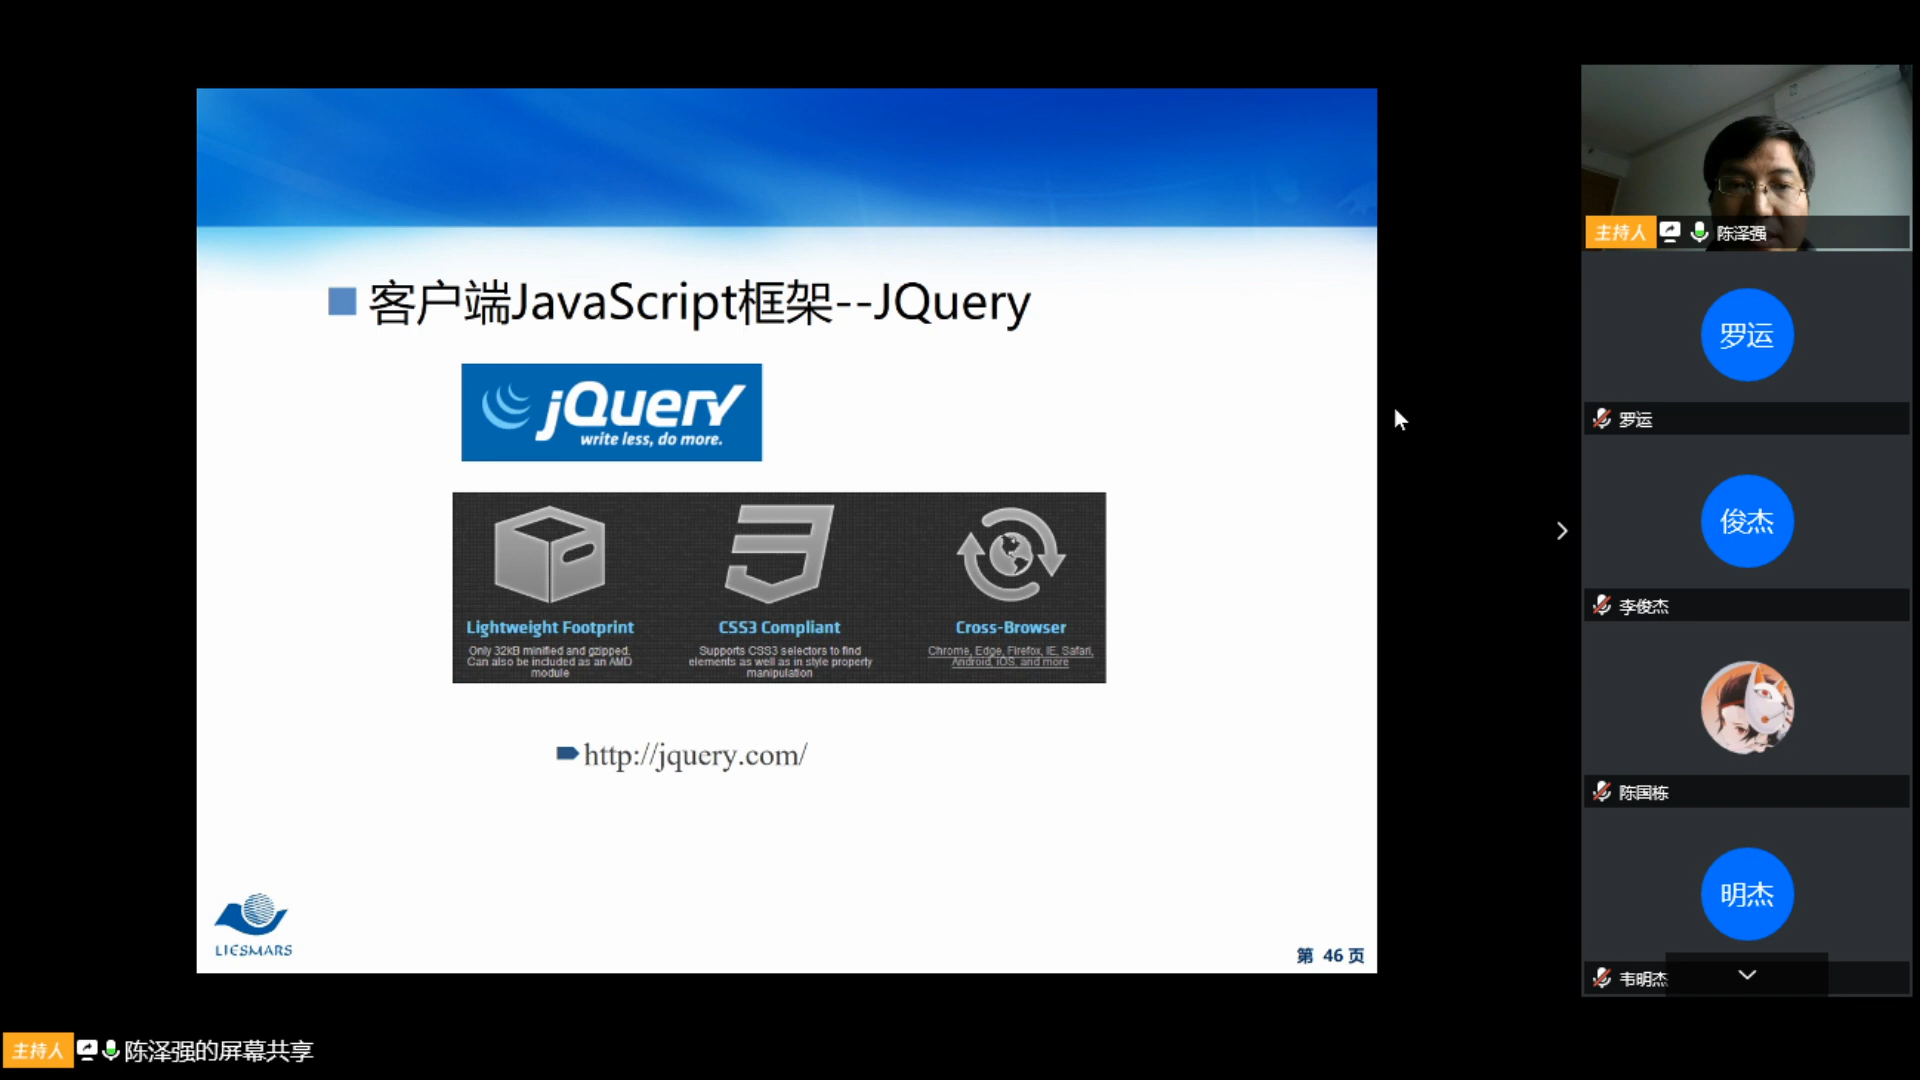 客户端JavaScript框架--JQuery
jQuery
write less, do more.
Lightweight Footprint
Only 32kB minified and gzipped.
Can also be included as an AMD
module
CSS3 Compliant
Supports CSS3 selectors to find
elements as well as in style property
manipulation
Cross-Browser
Chrome, Edge, Firefox, IE, Safari,
Android, iOS, and more
http://jquery.com/
LIESMARS
第 46 页
主持人 陈泽强
罗运
罗运
俊杰
李俊杰
陈国栋
明杰
韦明杰
主持人 陈泽强的屏幕共享